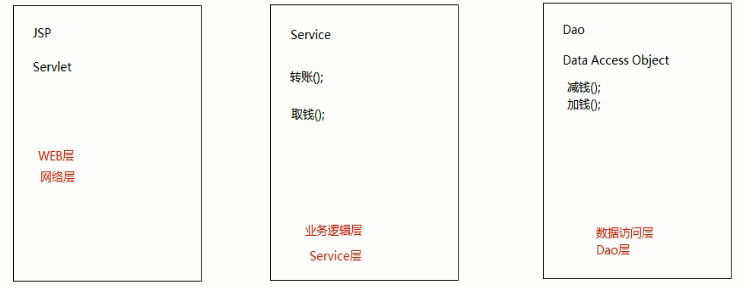 JSP
Servlet
WEB层
网络层
Service
转账();
取钱();
业务逻辑层
Service层
Dao
Data Access Object
减钱();
加钱();
数据访问层
Dao层